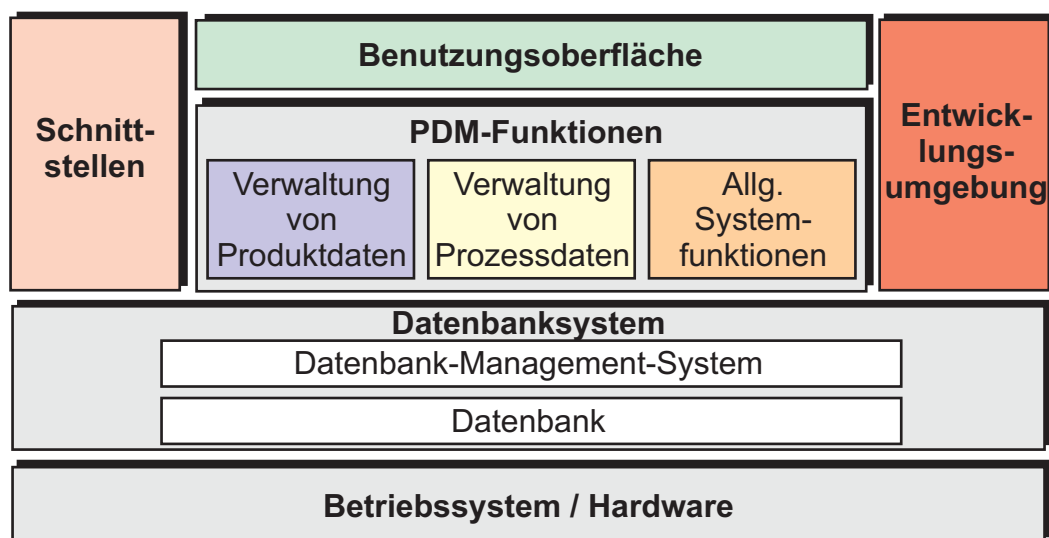 Benutzungsoberfläche
Schnitt-
stellen
PDM-Funktionen
Verwaltung
von
Produktdaten
Verwaltung
von
Prozessdaten
Allg.
System-
funktionen
Entwick-
lungs-
umgebung
Datenbanksystem
Datenbank-Management-System
Datenbank
Betriebssystem / Hardware